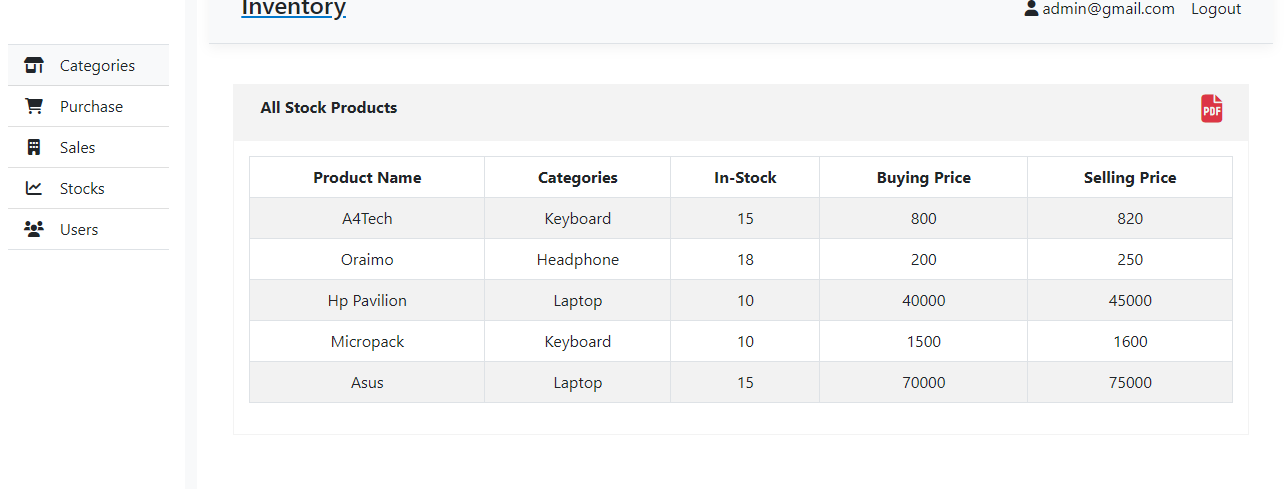 Inventory
admin@gmail.com Logout
Categories
Purchase
Sales
Stocks
Users
All Stock Products
PDF
Product Name Categories In-Stock Buying Price Selling Price
A4Tech Keyboard 15 800 820
Oraimo Headphone 18 200 250
Hp Pavilion Laptop 10 40000 45000
Micropack Keyboard 10 1500 1600
Asus Laptop 15 70000 75000